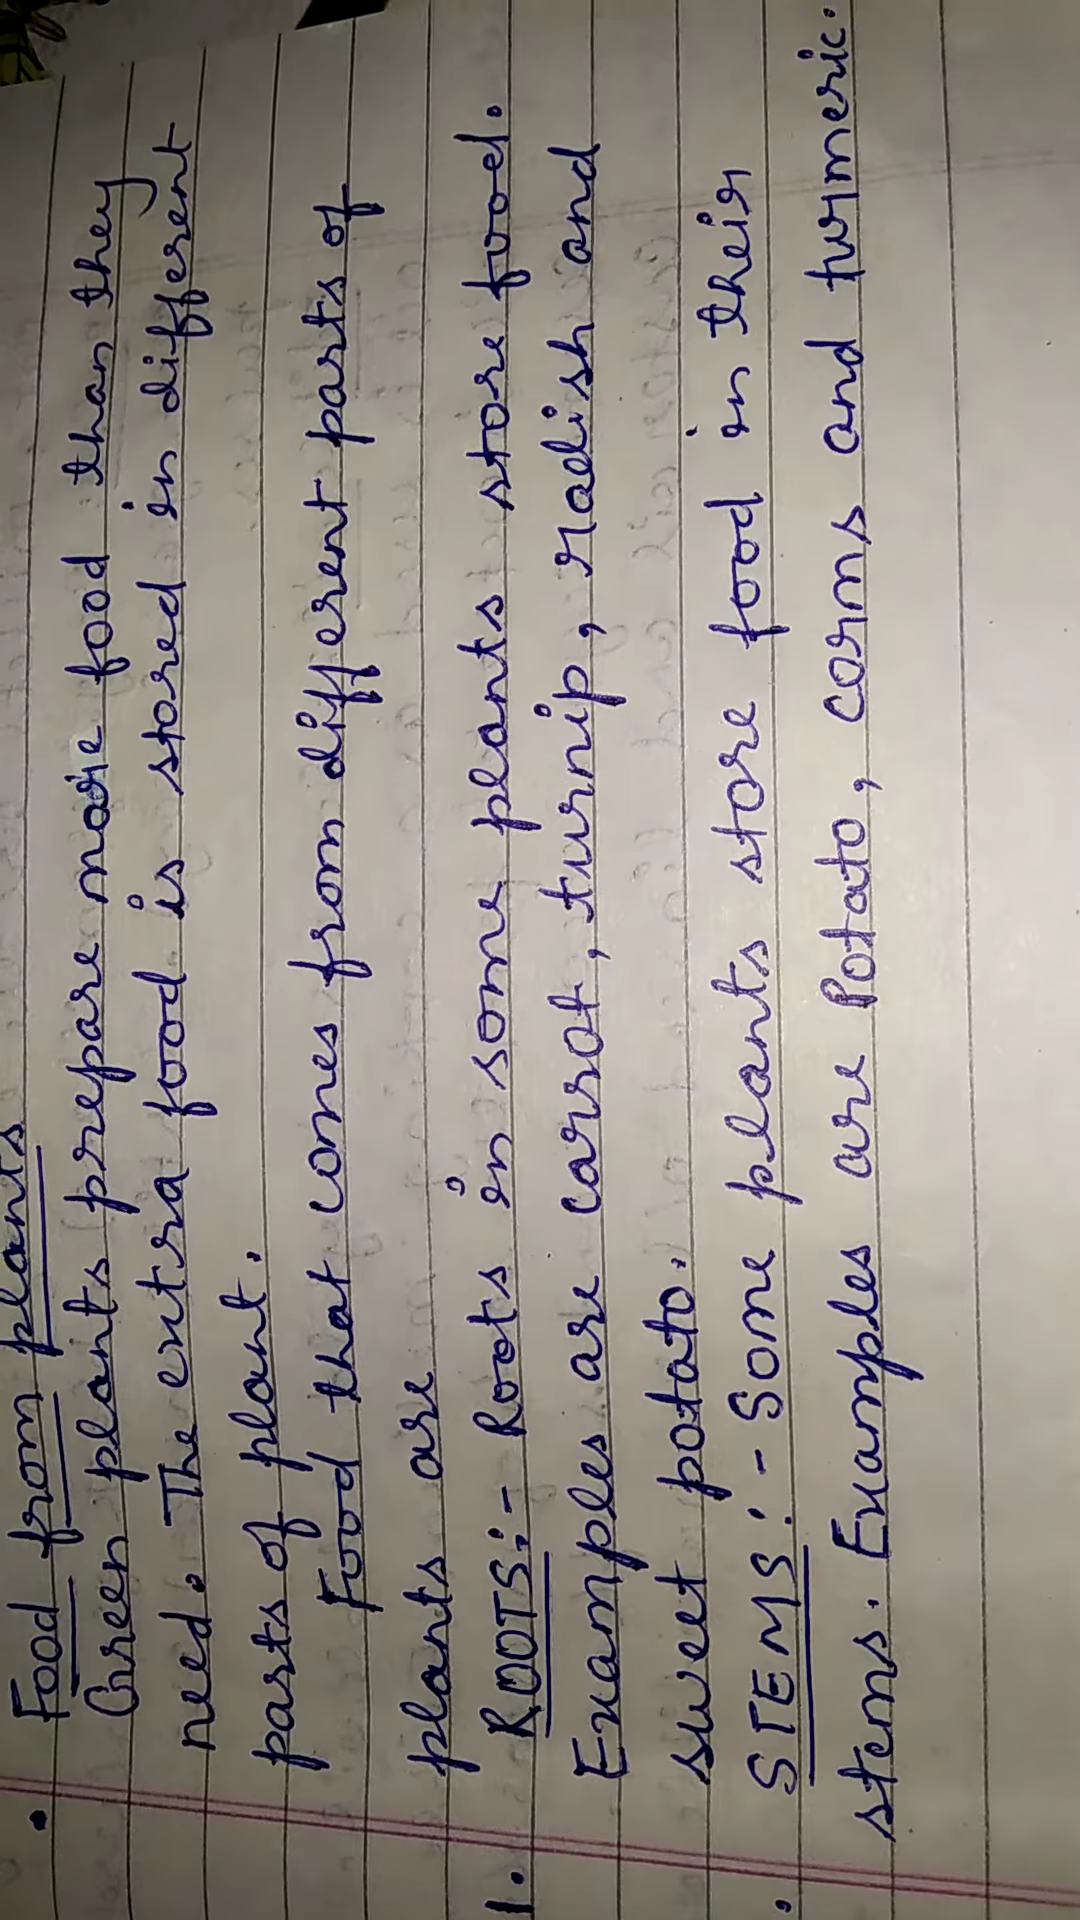 • Food from plants
Green plants prepare more food than they
need. The extra food is stored in different
parts of plant.
Food that comes from different parts of
plants are
1. ROOTS:- Roots in some plants store food.
Examples are carrot, turnip, radish and
sweet potato.
. STEMS:- Some plants store food in their
stems. Examples are Potato, corms and turmeric.